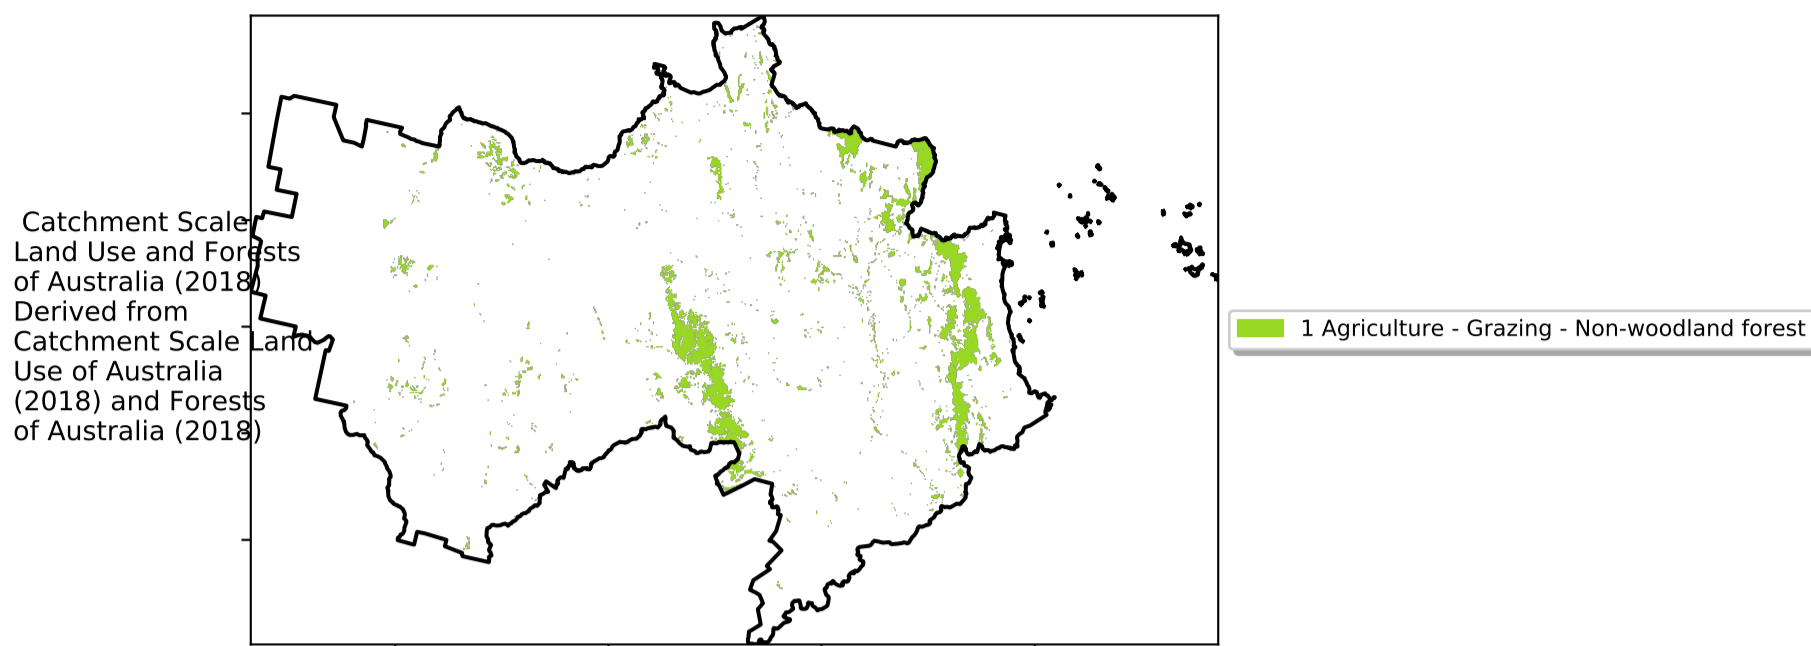 Catchment Scale
Land Use and Forests
of Australia (2018)
Derived from
Catchment Scale Land
Use of Australia
(2018) and Forests
of Australia (2018)
1 Agriculture - Grazing - Non-woodland forest